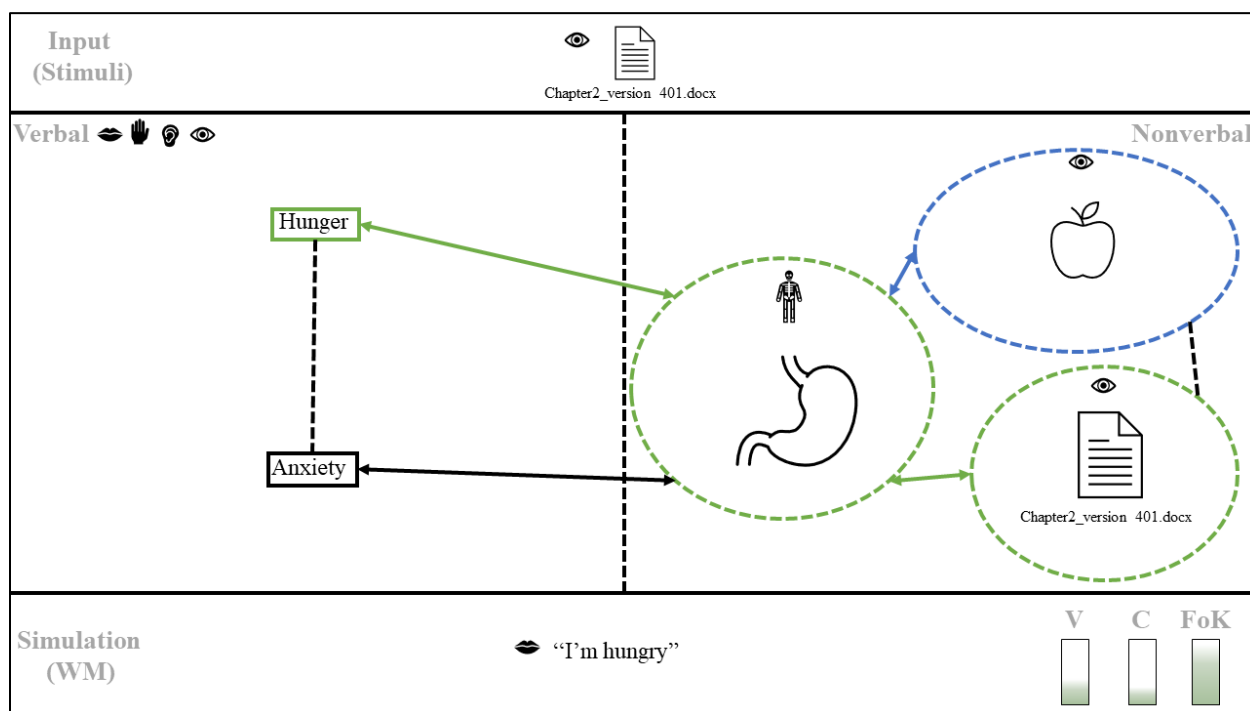 Input
(Stimuli)
Chapter2_version 401.docx
Verbal
Nonverbal
Hunger
Anxiety
Chapter2_version 401.docx
Simulation
(WM)
“I’m hungry”
V C FoK